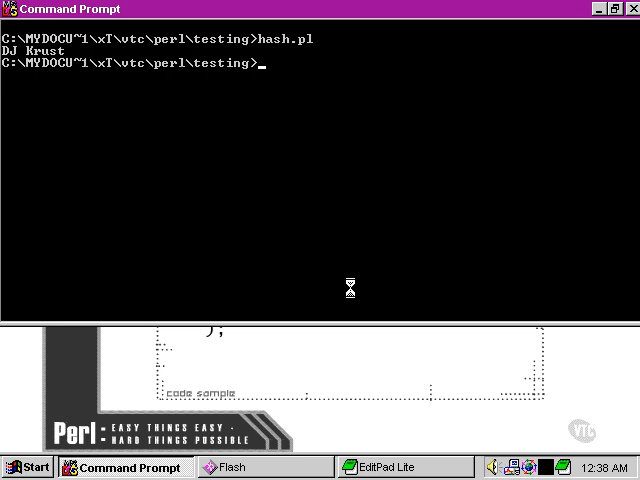 Command Prompt
C:\MYDOCU~1\xT\vtc\perl\testing>hash.pl
DJ Krust
C:\MYDOCU~1\xT\vtc\perl\testing>_
);
code sample
Perl - EASY THINGS EASY -
- HARD THINGS POSSIBLE
VTC
Start Command Prompt Flash EditPad Lite 12:38 AM